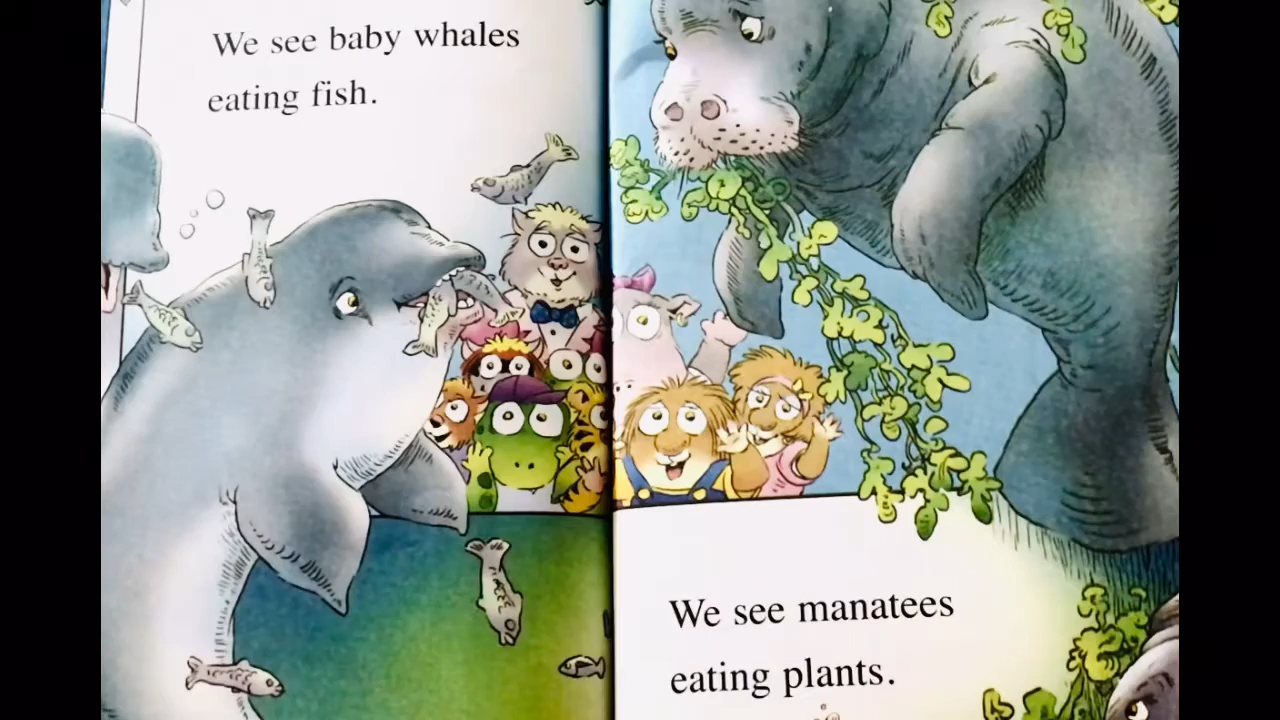 We see baby whales
eating fish.
We see manatees
eating plants.